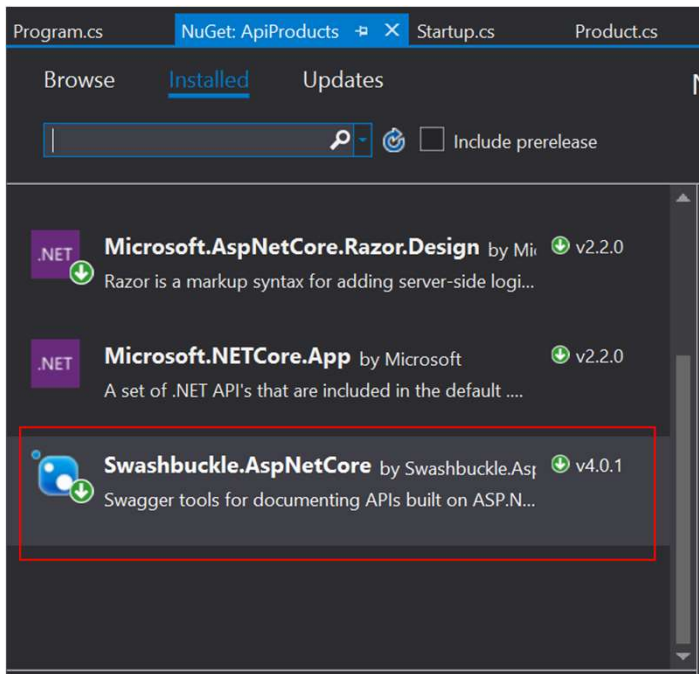 Program.cs NuGet: ApiProducts Startup.cs Product.cs
Browse Installed Updates
Include prerelease
.NET Microsoft.AspNetCore.Razor.Design by v2.2.0
Razor is a markup syntax for adding server-side logi...
.NET Microsoft.NETCore.App by Microsoft v2.2.0
A set of .NET API's that are included in the default ....
Swashbuckle.AspNetCore by Swashbuckle.Asp v4.0.1
Swagger tools for documenting APIs built on ASP.N...